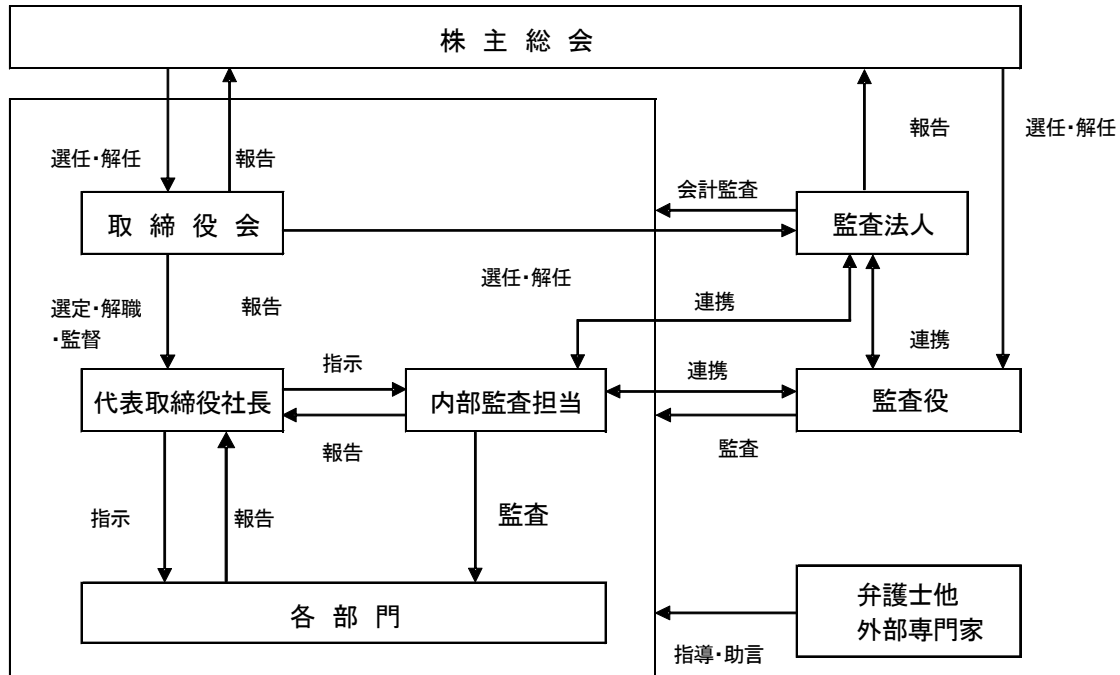 株 主 総 会
選任・解任
報告
報告
選任・解任
取 締 役 会
会計監査
監査法人
選定・解職
・監督
報告
選任・解任
連携
連携
代表取締役社長
指示
報告
内部監査担当
連携
監査
監査役
指示
報告
監査
各 部 門
弁護士他
外部専門家
指導・助言